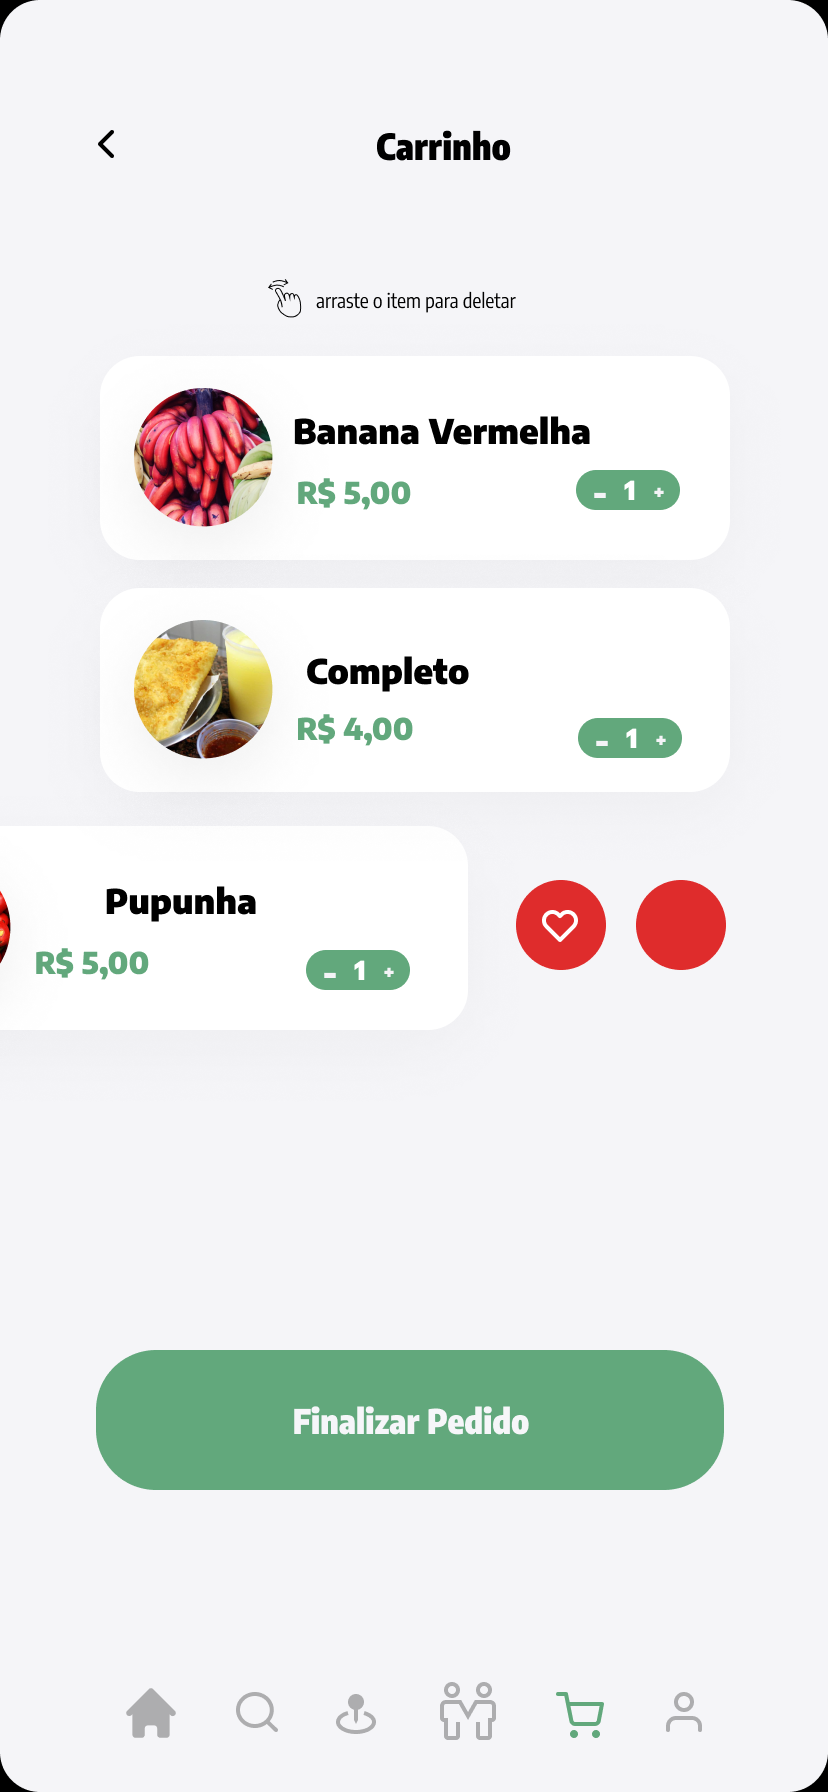 Carrinho
arraste o item para deletar
Banana Vermelha
R$ 5,00
- 1 +
Completo
R$ 4,00
- 1 +
Pupunha
R$ 5,00
- 1 +
Finalizar Pedido